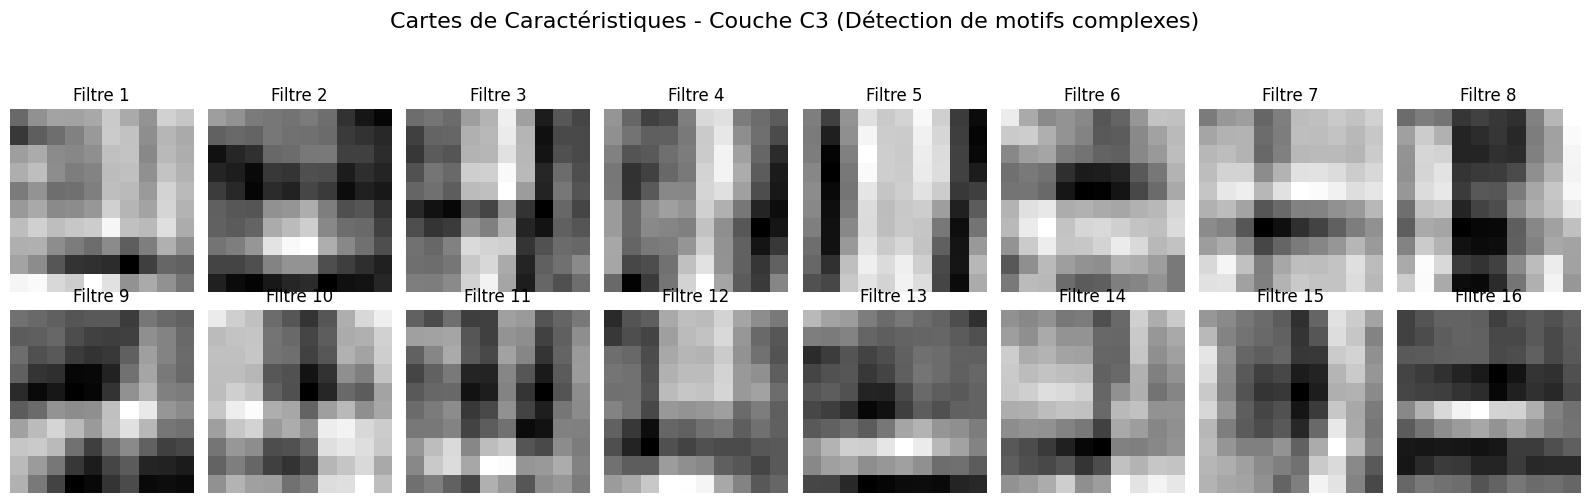 Cartes de Caractéristiques - Couche C3 (Détection de motifs complexes)
Filtre 1 Filtre 2 Filtre 3 Filtre 4 Filtre 5 Filtre 6 Filtre 7 Filtre 8
Filtre 9 Filtre 10 Filtre 11 Filtre 12 Filtre 13 Filtre 14 Filtre 15 Filtre 16